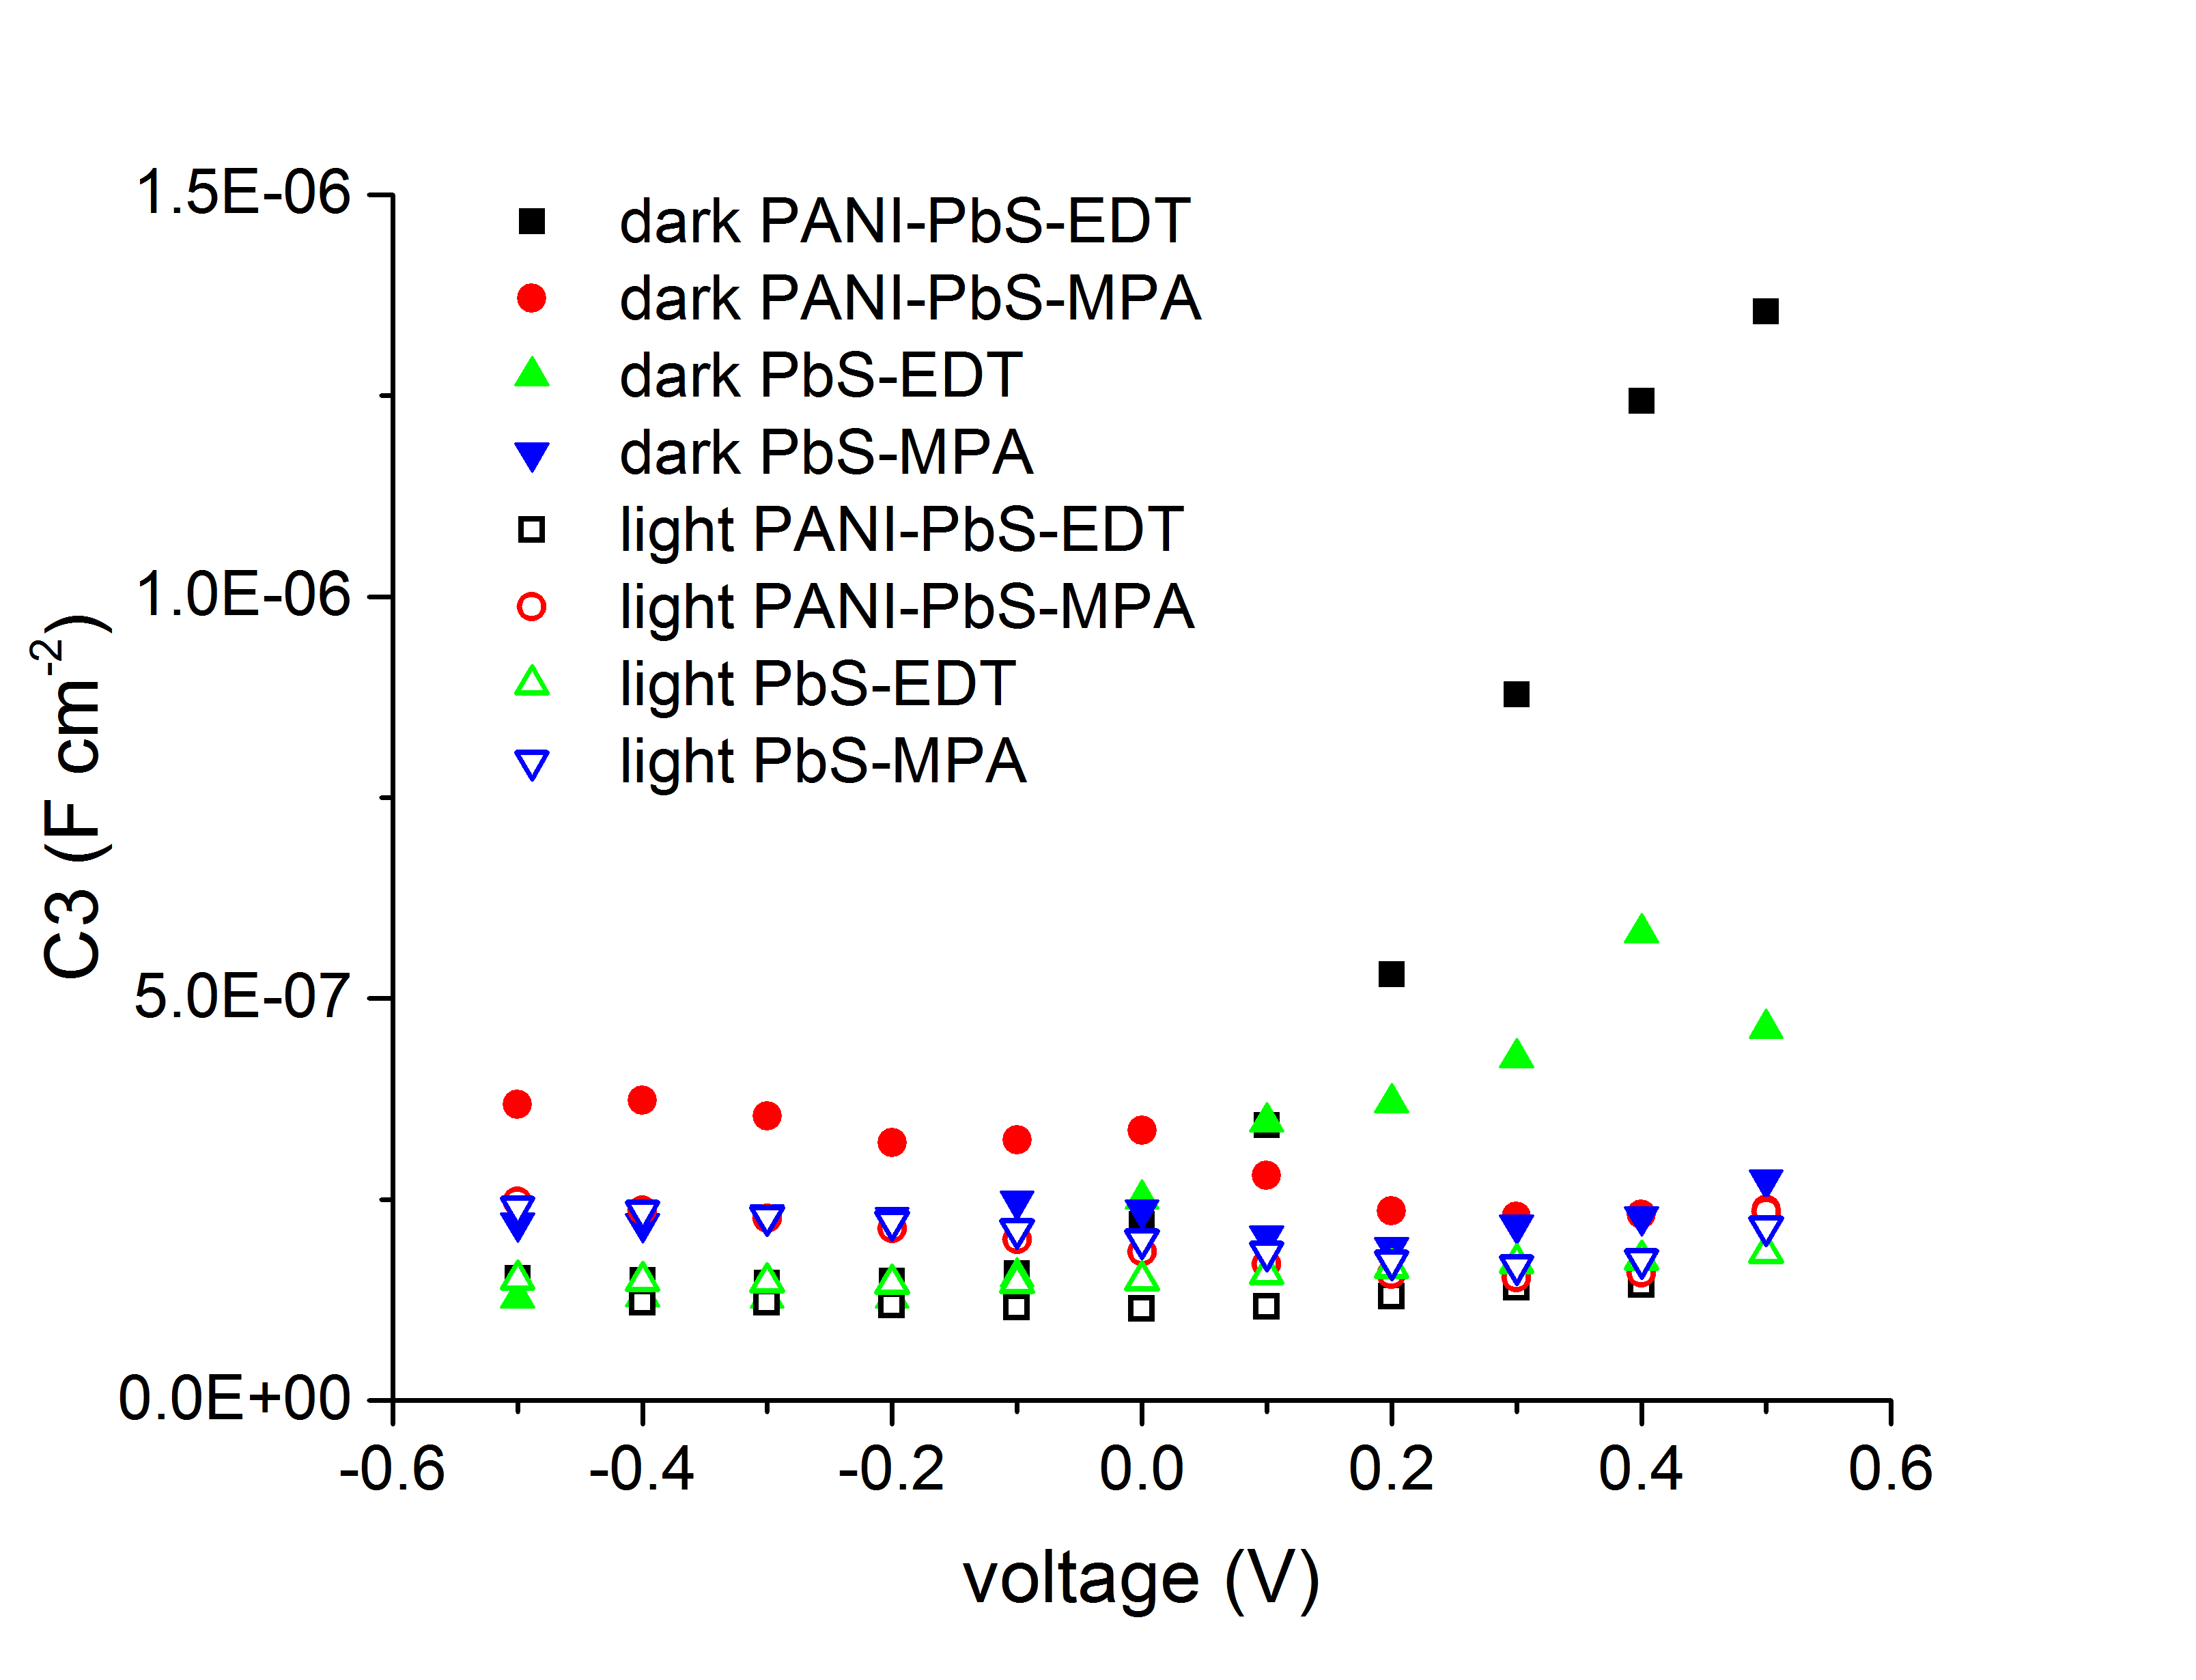 1.5E-06
1.0E-06
5.0E-07
0.0E+00
C3 (F cm-2)
dark PANI-PbS-EDT
dark PANI-PbS-MPA
dark PbS-EDT
dark PbS-MPA
light PANI-PbS-EDT
light PANI-PbS-MPA
light PbS-EDT
light PbS-MPA
-0.6 -0.4 -0.2 0.0 0.2 0.4 0.6
voltage (V)